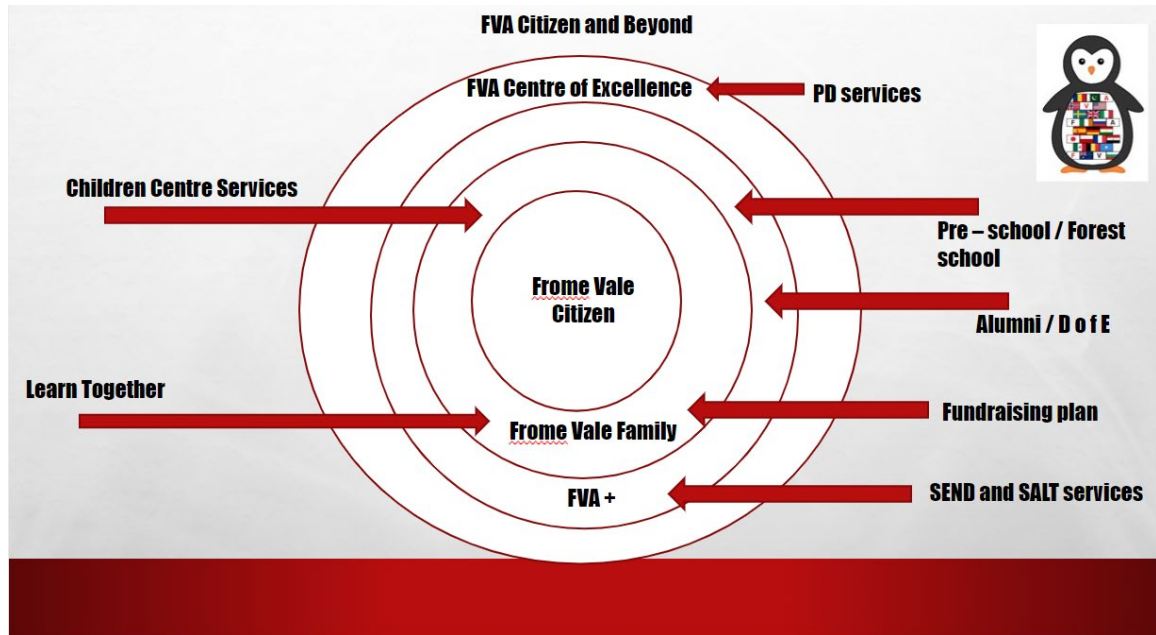 FVA Citizen and Beyond
FVA Centre of Excellence
PD services
Children Centre Services
Pre – school / Forest
school
Frome Vale
Citizen
Alumni / D of E
Learn Together
Fundraising plan
Frome Vale Family
SEND and SALT services
FVA +